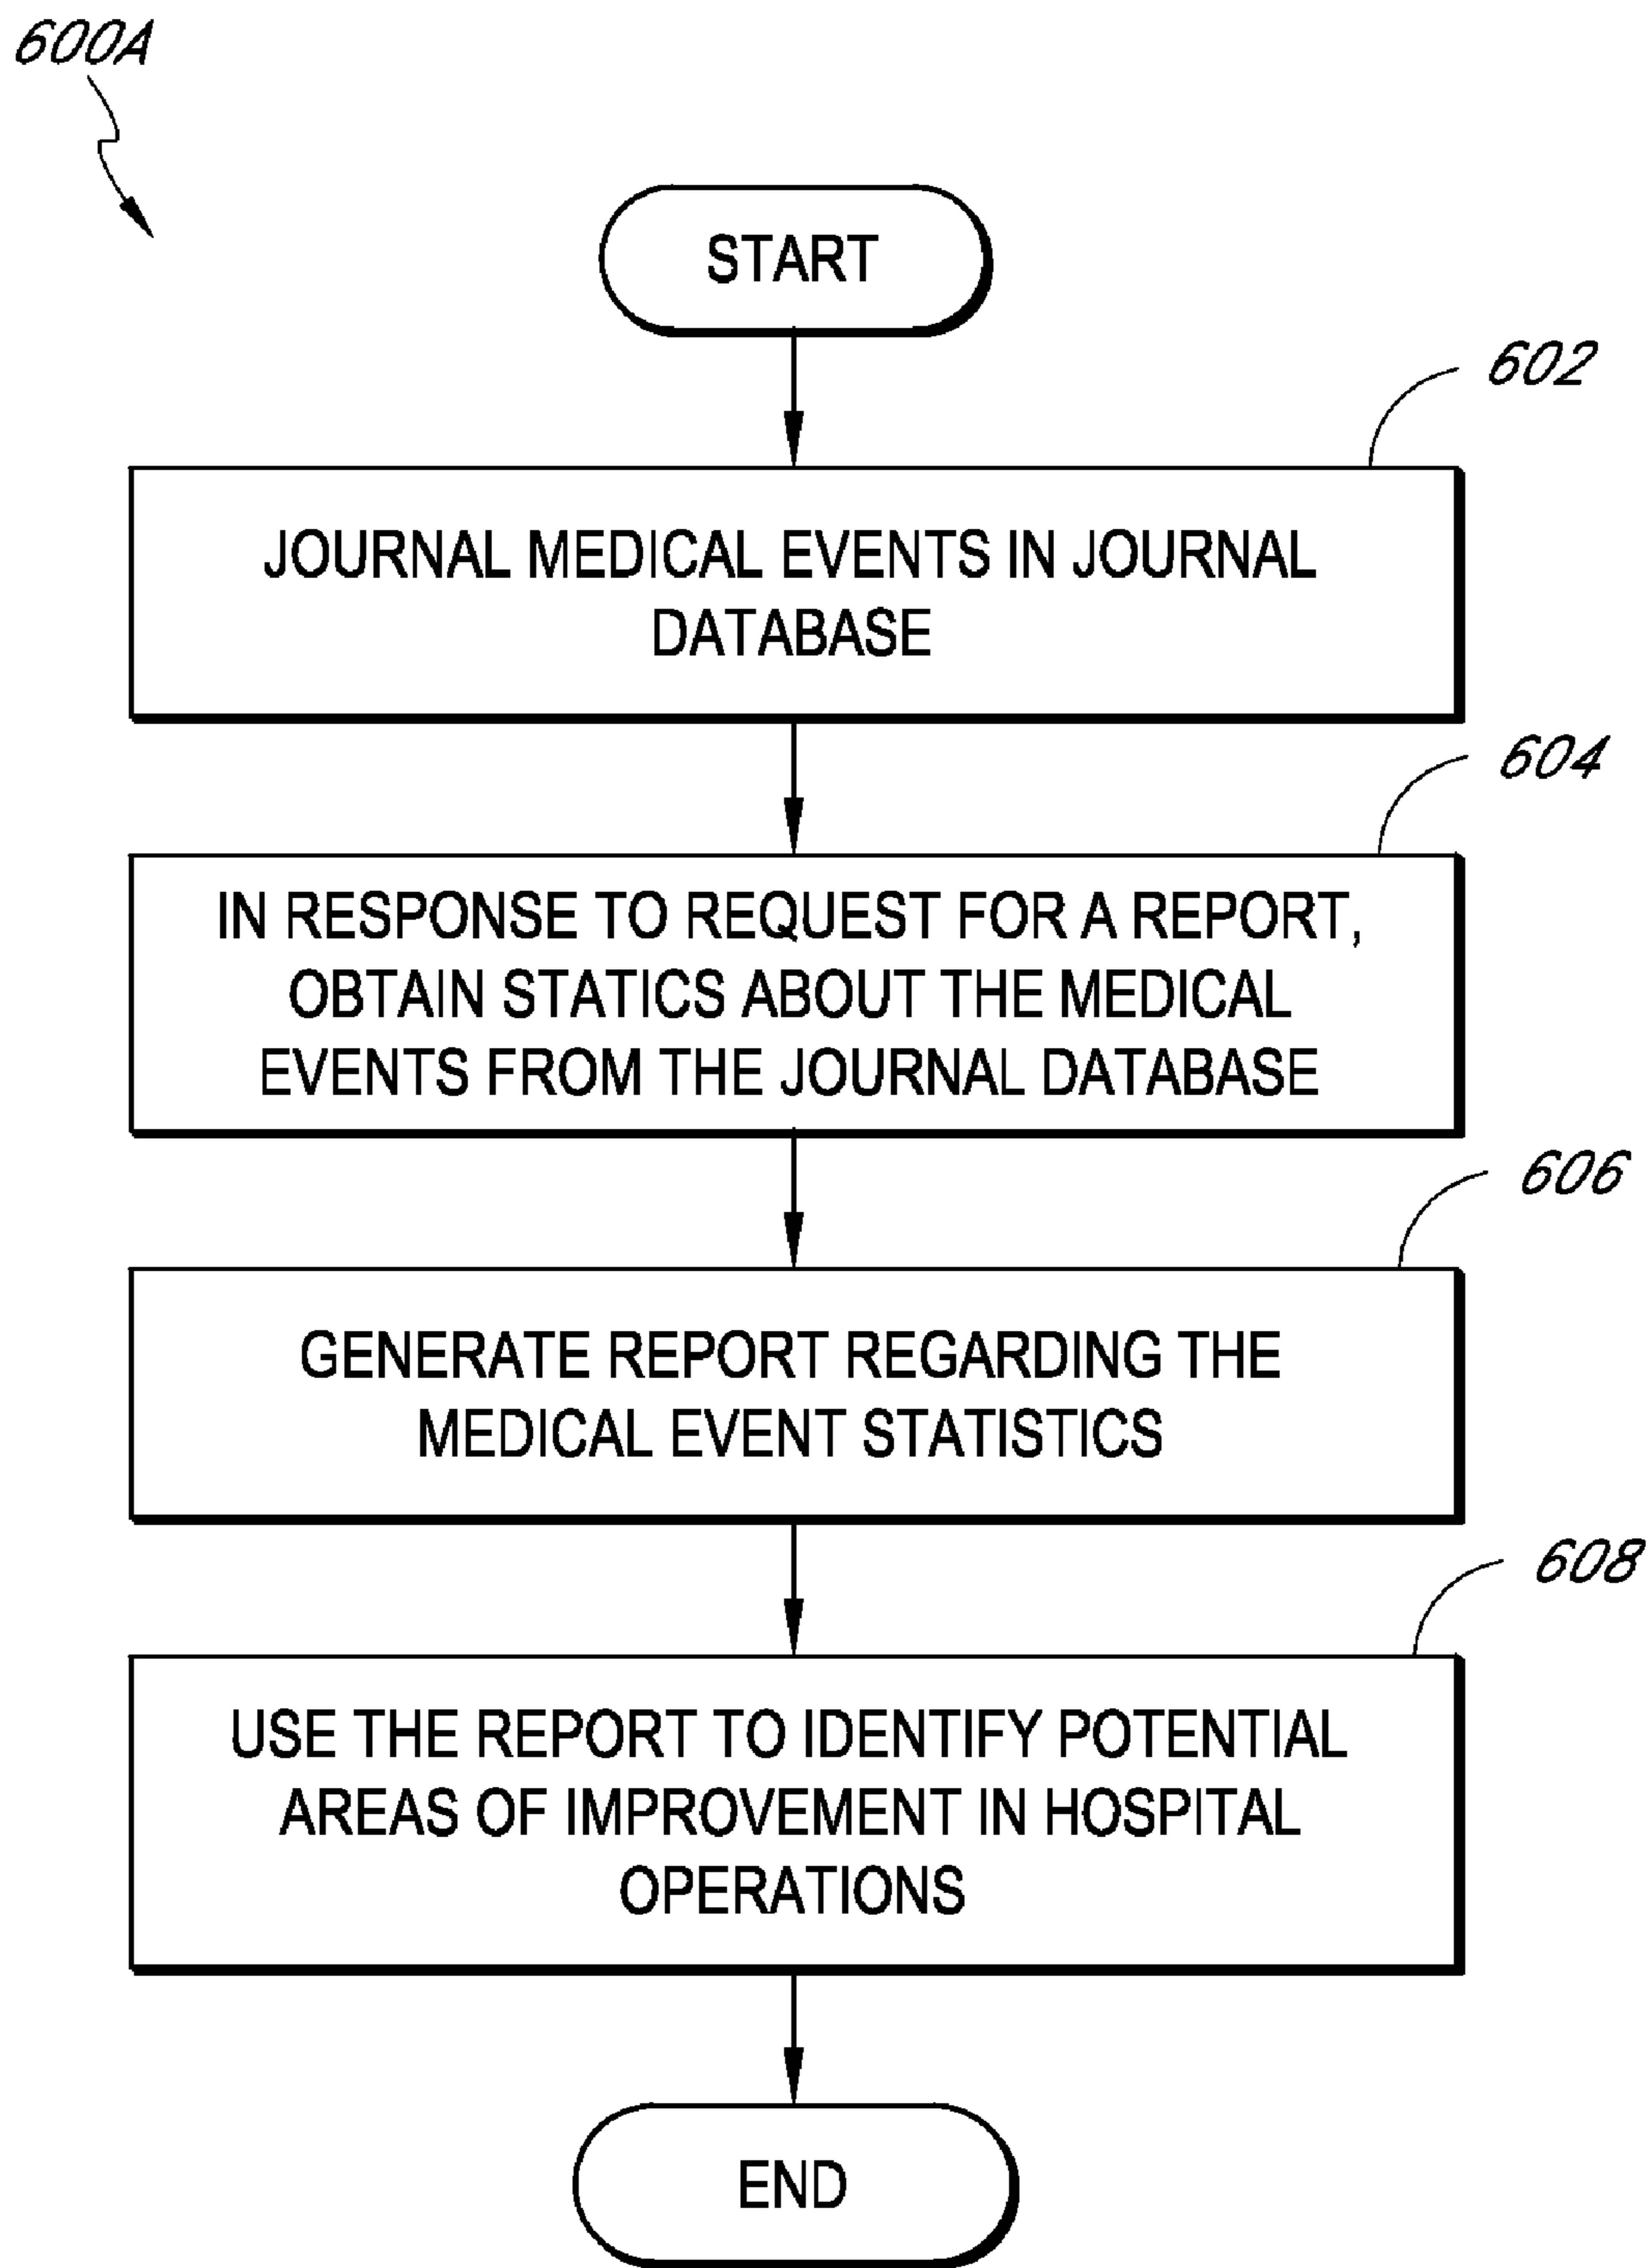 600A
START
602
JOURNAL MEDICAL EVENTS IN JOURNAL
DATABASE
604
IN RESPONSE TO REQUEST FOR A REPORT,
OBTAIN STATICS ABOUT THE MEDICAL
EVENTS FROM THE JOURNAL DATABASE
606
GENERATE REPORT REGARDING THE
MEDICAL EVENT STATISTICS
608
USE THE REPORT TO IDENTIFY POTENTIAL
AREAS OF IMPROVEMENT IN HOSPITAL
OPERATIONS
END